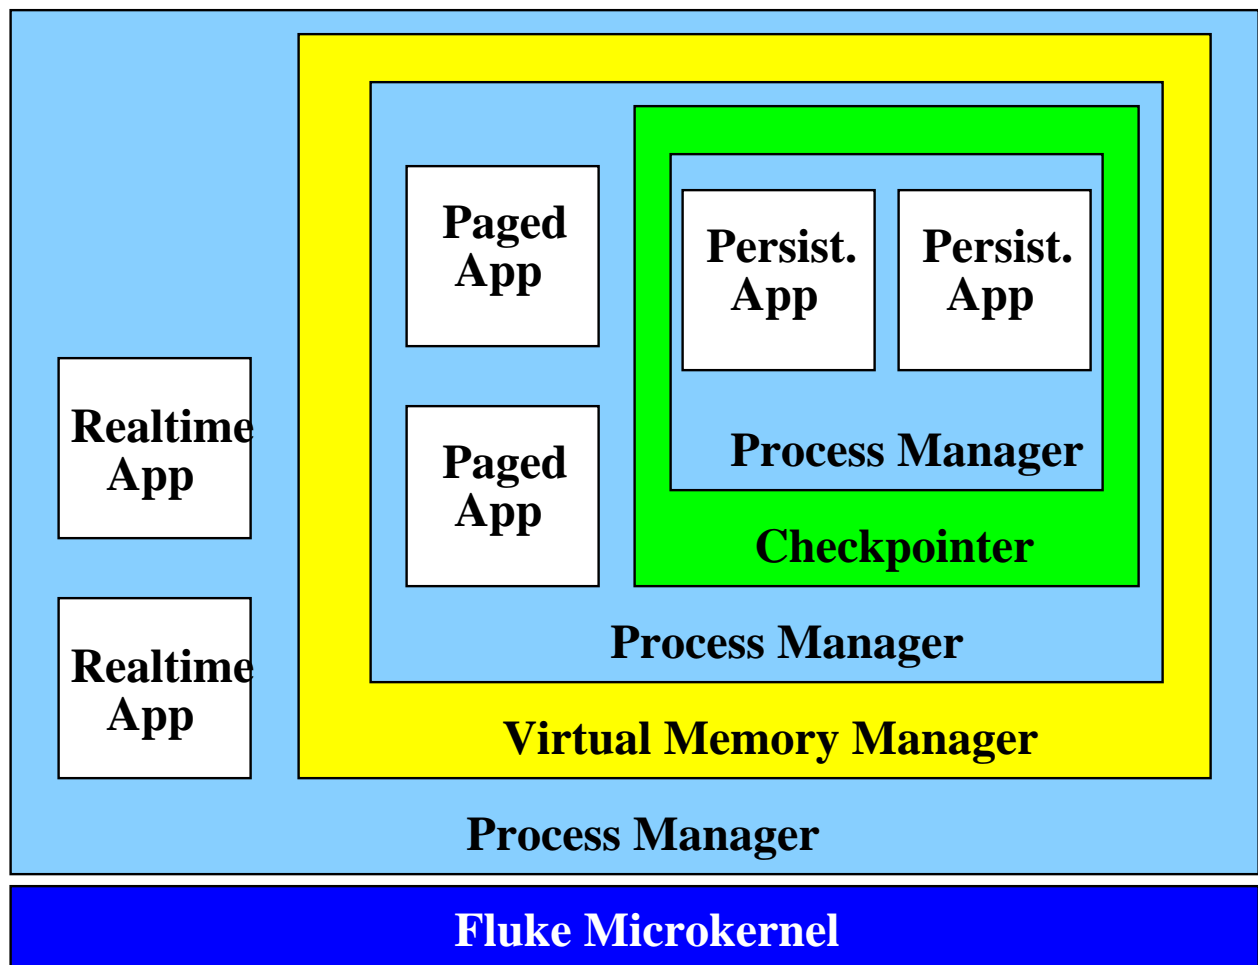 Paged
App
Persist.
App
Persist.
App
Realtime
App
Paged
App
Process Manager
Checkpointer
Process Manager
Realtime
App
Virtual Memory Manager
Process Manager
Fluke Microkernel